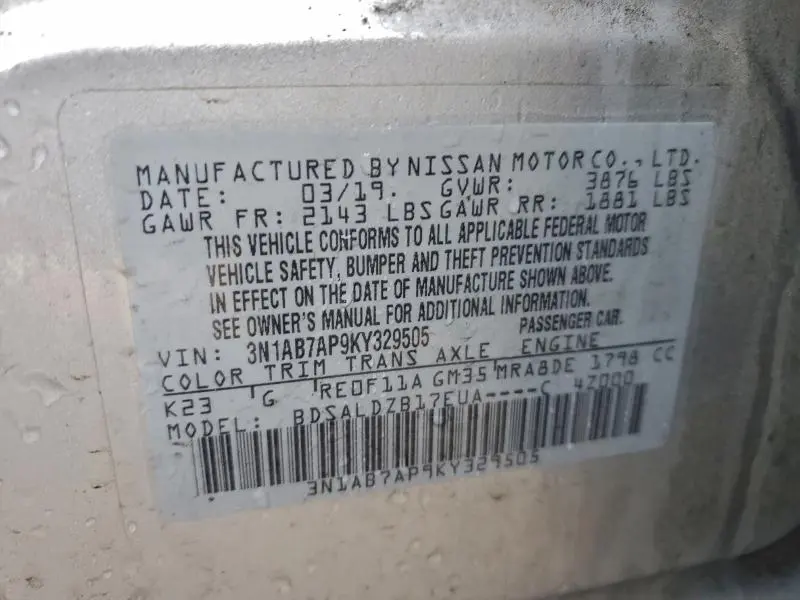 MANUFACTURED BY NISSAN MOTOR CO., LTD.
DATE: 03/19. GVWR: 3876 LBS
GAWR FR: 2143 LBS GAWR RR: 1881 LBS
THIS VEHICLE CONFORMS TO ALL APPLICABLE FEDERAL MOTOR
VEHICLE SAFETY, BUMPER AND THEFT PREVENTION STANDARDS
IN EFFECT ON THE DATE OF MANUFACTURE SHOWN ABOVE.
SEE OWNER'S MANUAL FOR ADDITIONAL INFORMATION.
VIN: 3N1AB7AP9KY329505 PASSENGER CAR.
COLOR TRIM TRANS AXLE ENGINE
K23 G RE0F11A GM35 MRA8DE 1798 CC
MODEL: BDSALDZB17EUA----C 4Z000
3N1AB7AP9KY329505